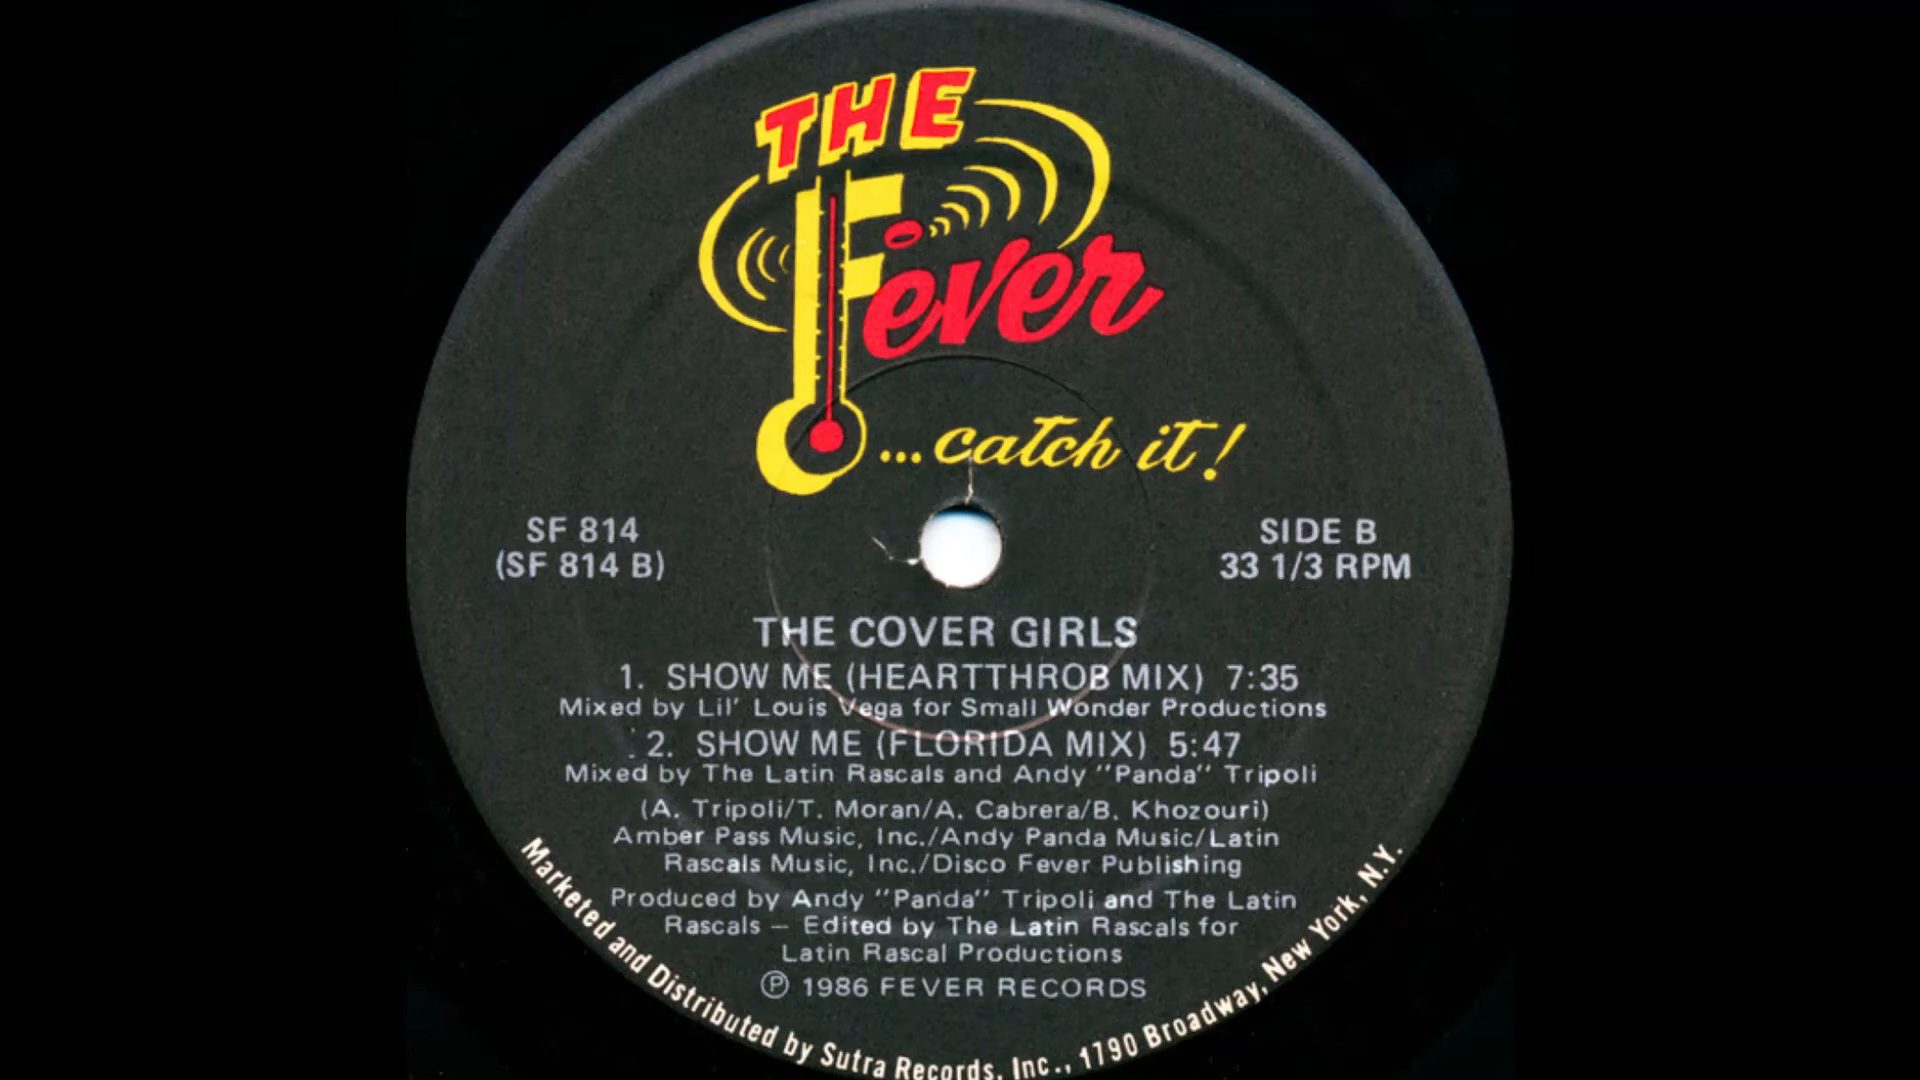 THE
Fever
...catch it!
SF 814
(SF 814 B)
SIDE B
33 1/3 RPM
THE COVER GIRLS
1. SHOW ME (HEARTTHROB MIX) 7:35
Mixed by Lil' Louis Vega for Small Wonder Productions
2. SHOW ME (FLORIDA MIX) 5:47
Mixed by The Latin Rascals and Andy "Panda" Tripoli
(A. Tripoli/T. Moran/A. Cabrera/B. Khozouri)
Amber Pass Music, Inc./Andy Panda Music/Latin
Rascals Music, Inc./Disco Fever Publishing
Produced by Andy "Panda" Tripoli and The Latin
Rascals — Edited by The Latin Rascals for
Latin Rascal Productions
℗ 1986 FEVER RECORDS
Marketed and Distributed by Sutra Records, Inc., 1790 Broadway, New York, N.Y.